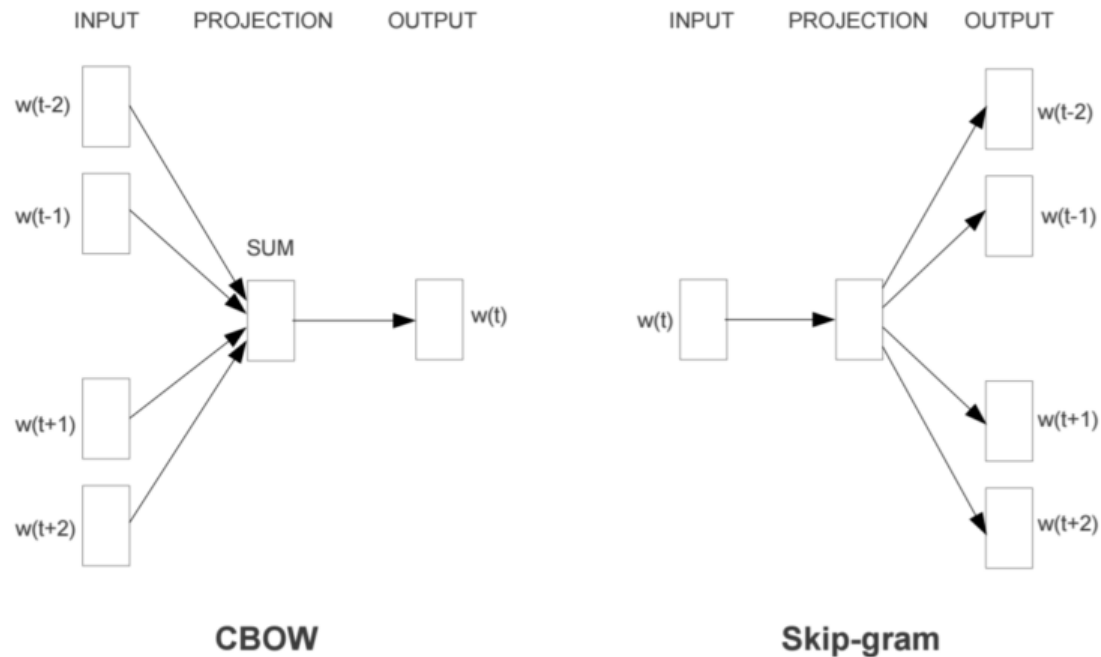 INPUT PROJECTION OUTPUT
w(t-2)
w(t-1)
SUM
w(t)
w(t+1)
w(t+2)
CBOW
INPUT PROJECTION OUTPUT
w(t-2)
w(t-1)
w(t)
w(t+1)
w(t+2)
Skip-gram